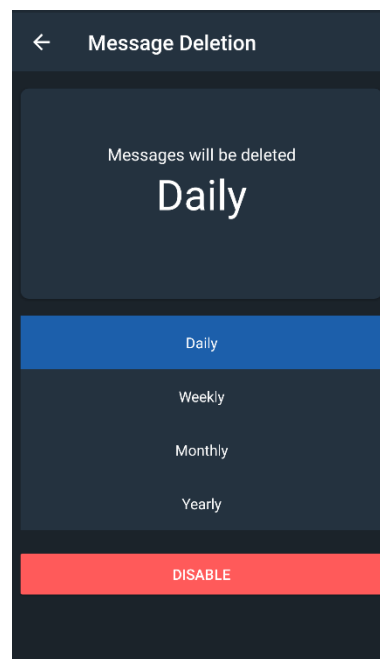 Message Deletion
Messages will be deleted
Daily
Daily
Weekly
Monthly
Yearly
DISABLE